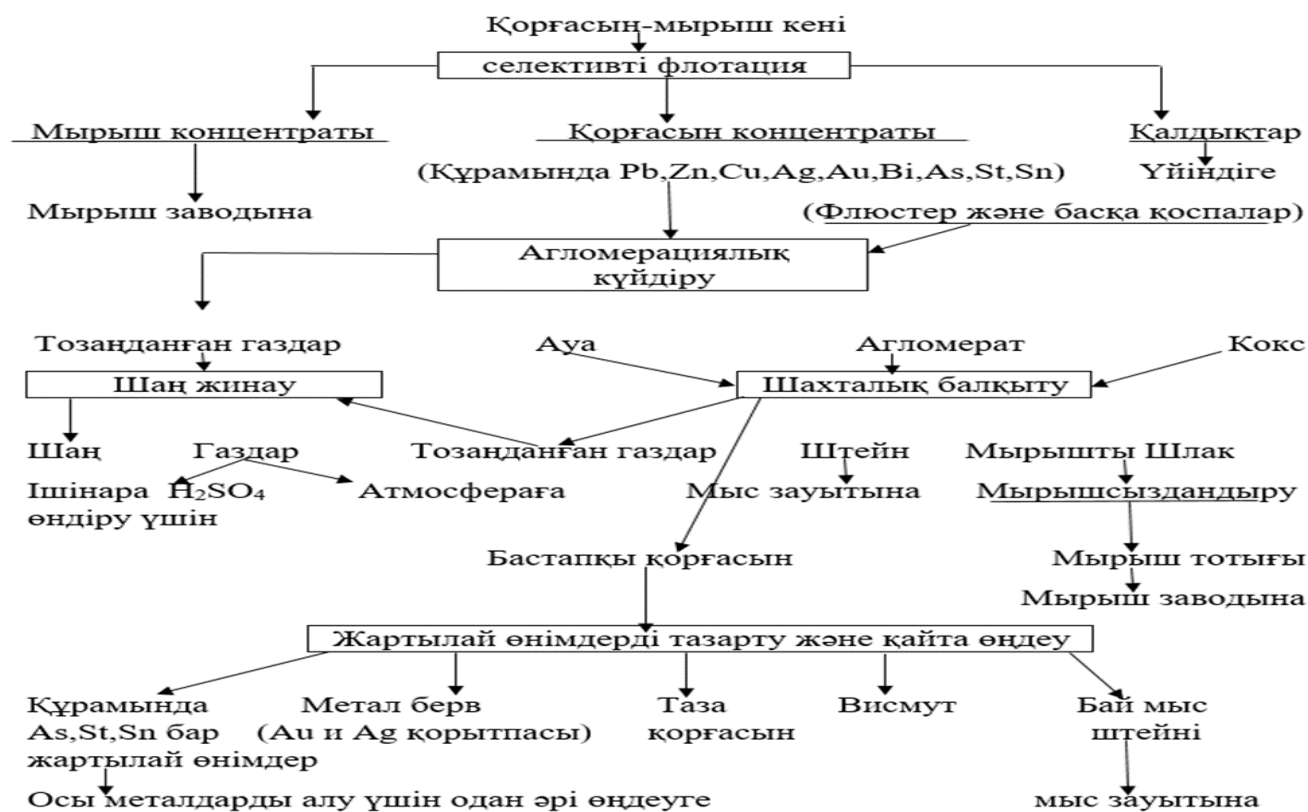 Қорғасын-мырыш кені
селективті флотация
Мырыш концентраты
Қорғасын концентраты
Қалдықтар
(Құрамында Pb,Zn,Cu,Ag,Au,Bi,As,St,Sn)
Үйіндіге
Мырыш заводына
(Флюстер және басқа қоспалар)
Агломерациялық
күйдіру
Тозаңданған газдар
Ауа
Агломерат
Кокс
Шаң жинау
Шахталық балқыту
Шаң
Газдар
Тозаңданған газдар
Штейн
Мырышты Шлак
Ішінара H₂SO₄
өндіру үшін
Атмосфераға
Мыс зауытына
Мырышсыздандыру
Бастапқы қорғасын
Мырыш тотығы
Мырыш заводына
Жартылай өнімдерді тазарту және қайта өңдеу
Құрамында
As,St,Sn бар
жартылай өнімдер
Метал берв
(Au и Ag қорытпасы)
Таза
қорғасын
Висмут
Бай мыс
штейні
Осы металдарды алу үшін одан әрі өңдеуге
мыс зауытына